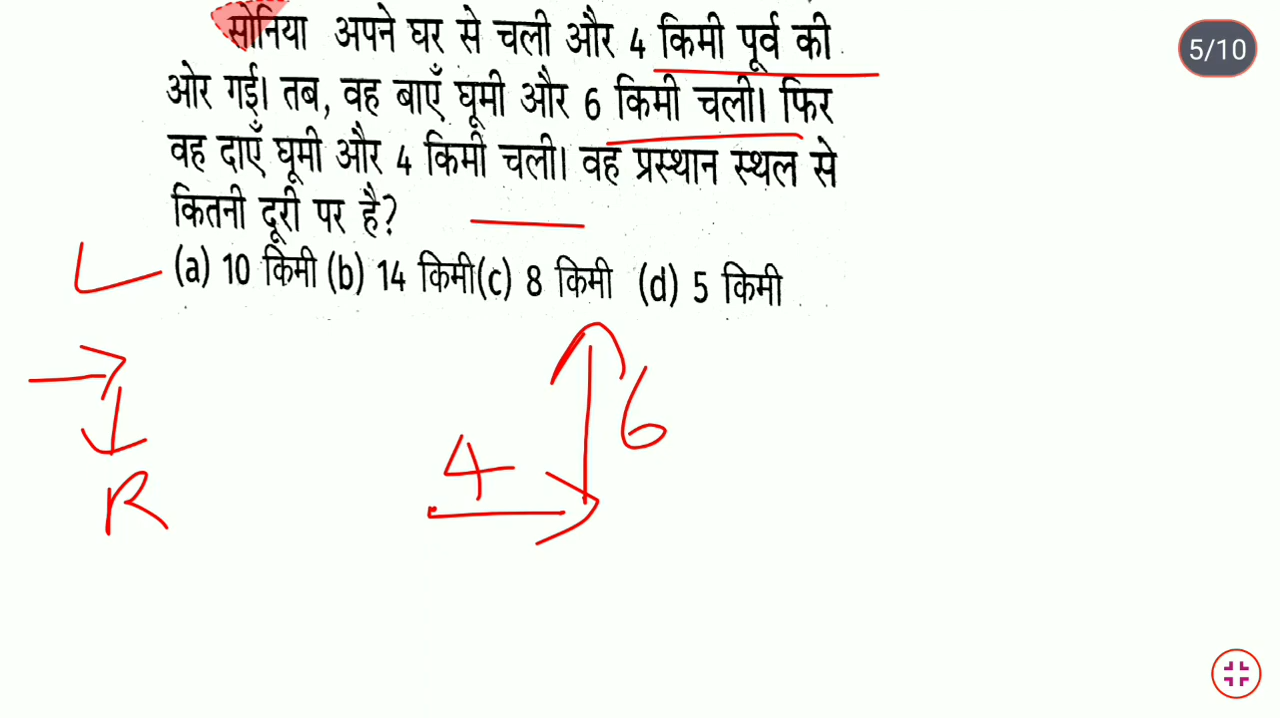 सोनिया अपने घर से चली और 4 किमी पूर्व की
5/10
ओर गई। तब, वह बाएँ घूमी और 6 किमी चली। फिर
वह दाएँ घूमी और 4 किमी चली। वह प्रस्थान स्थल से
कितनी दूरी पर है?
(a) 10 किमी (b) 14 किमी (c) 8 किमी (d) 5 किमी
6
4
R